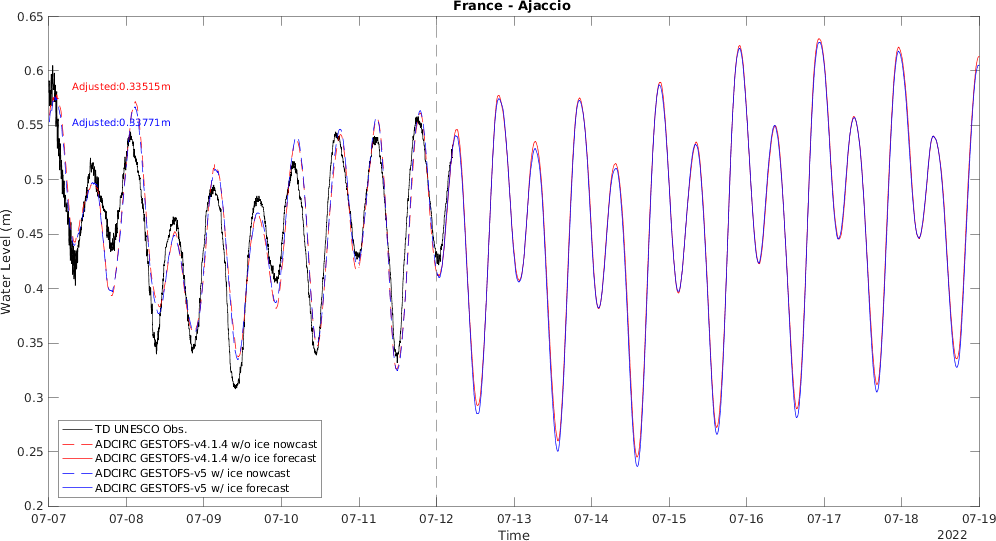 France - Ajaccio
Water Level (m)
0.65
0.6
0.55
0.5
0.45
0.4
0.35
0.3
0.25
0.2
Adjusted:0.33515m
Adjusted:0.33771m
TD UNESCO Obs.
ADCIRC GESTOFS-v4.1.4 w/o ice nowcast
ADCIRC GESTOFS-v4.1.4 w/o ice forecast
ADCIRC GESTOFS-v5 w/ ice nowcast
ADCIRC GESTOFS-v5 w/ ice forecast
07-07 07-08 07-09 07-10 07-11 07-12 07-13 07-14 07-15 07-16 07-17 07-18 07-19
Time
2022